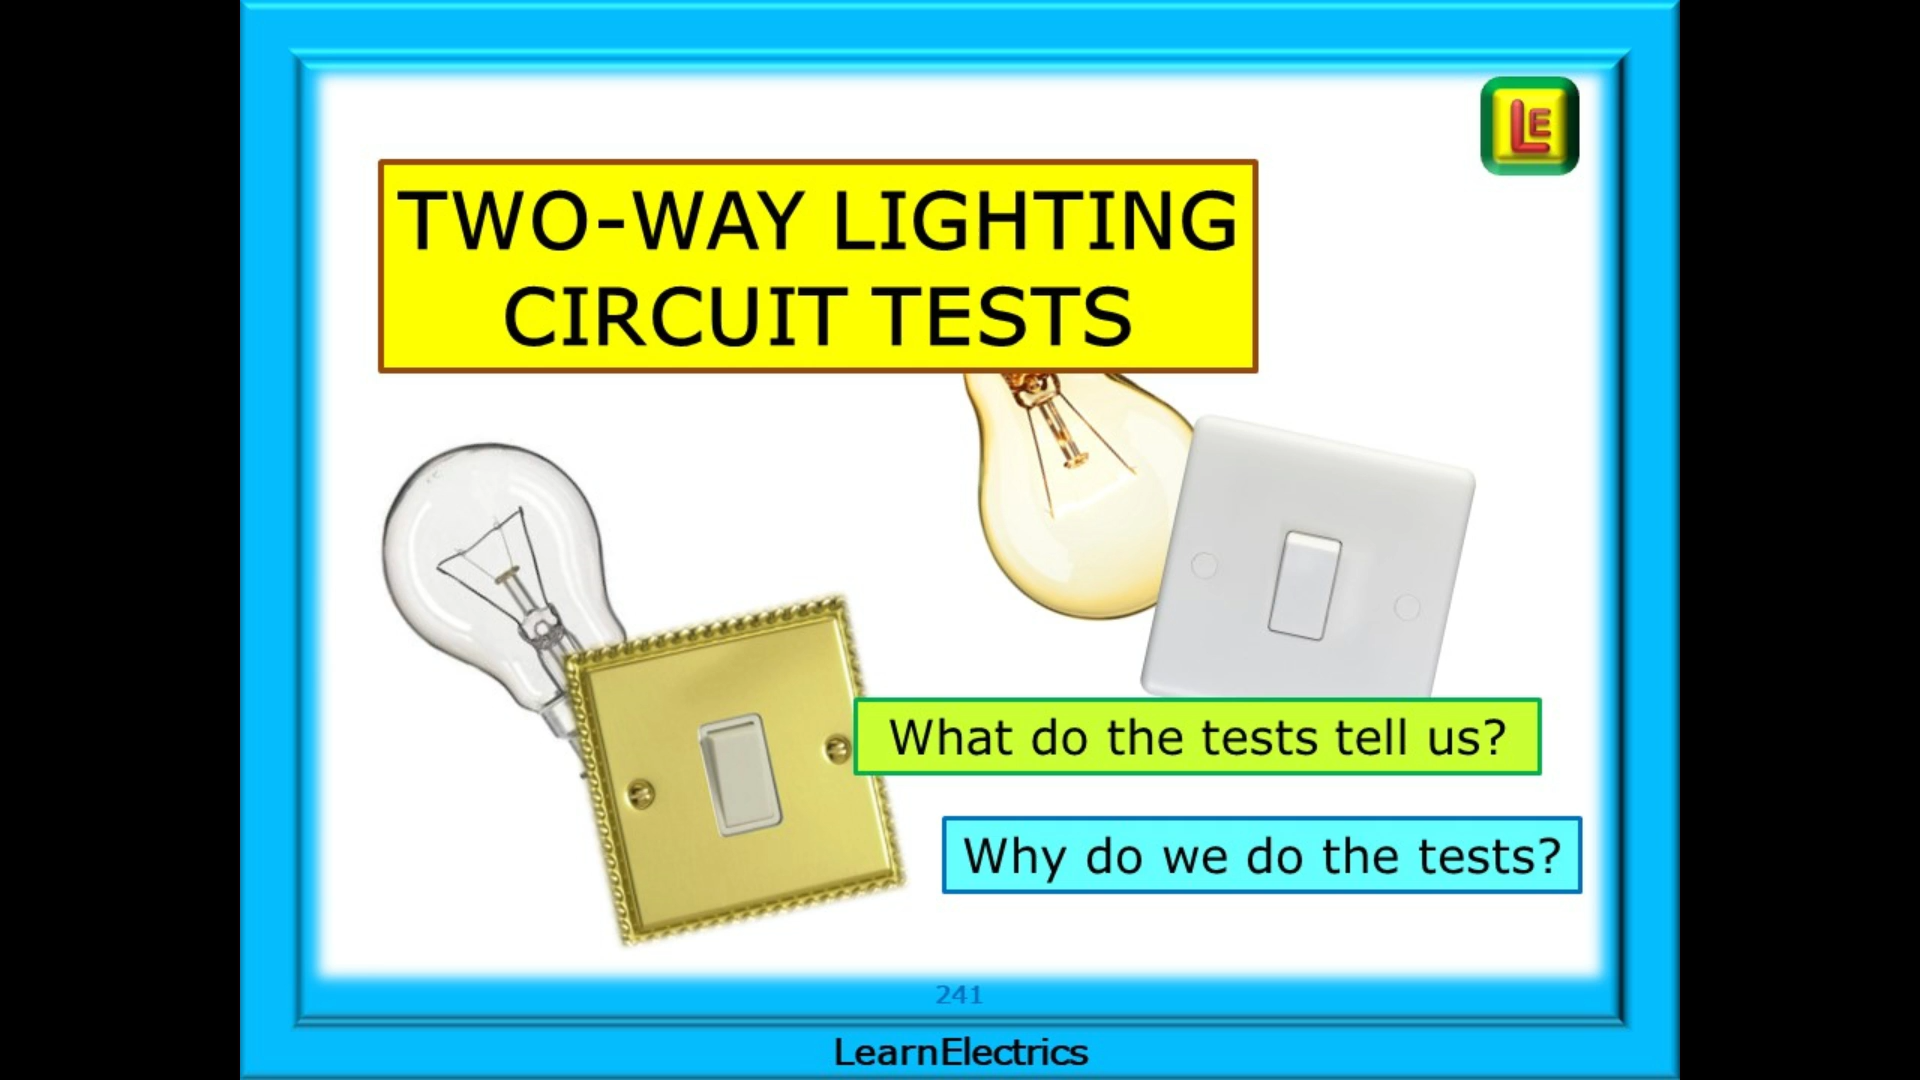 LE
TWO-WAY LIGHTING
CIRCUIT TESTS
What do the tests tell us?
Why do we do the tests?
241
LearnElectrics